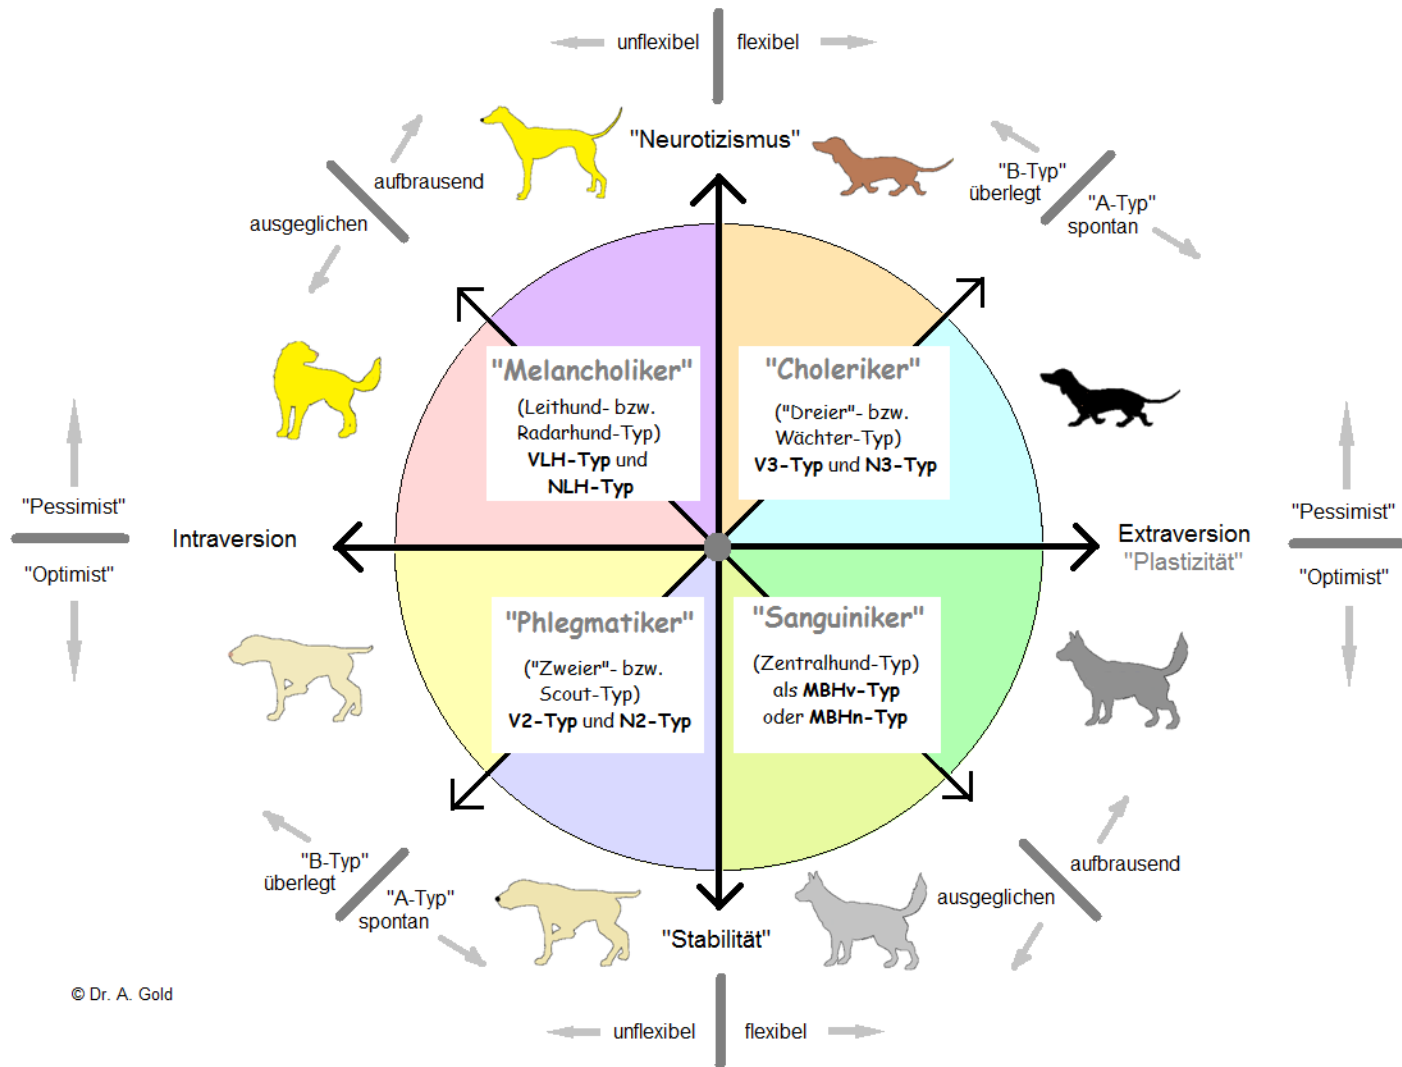 unflexibel
flexibel
"Neurotizismus"
aufbrausend
ausgeglichen
"B-Typ"
überlegt
"A-Typ"
spontan
"Melancholiker"
(Leithund- bzw.
Radarhund-Typ)
VLH-Typ und
NLH-Typ
"Choleriker"
("Dreier"- bzw.
Wächter-Typ)
V3-Typ und N3-Typ
"Pessimist"
"Optimist"
Intraversion
Extraversion
"Plastizität"
"Pessimist"
"Optimist"
"Phlegmatiker"
("Zweier"- bzw.
Scout-Typ)
V2-Typ und N2-Typ
"Sanguiniker"
(Zentralhund-Typ)
als MBHv-Typ
oder MBHn-Typ
"B-Typ"
überlegt
"A-Typ"
spontan
aufbrausend
ausgeglichen
"Stabilität"
© Dr. A. Gold
unflexibel
flexibel